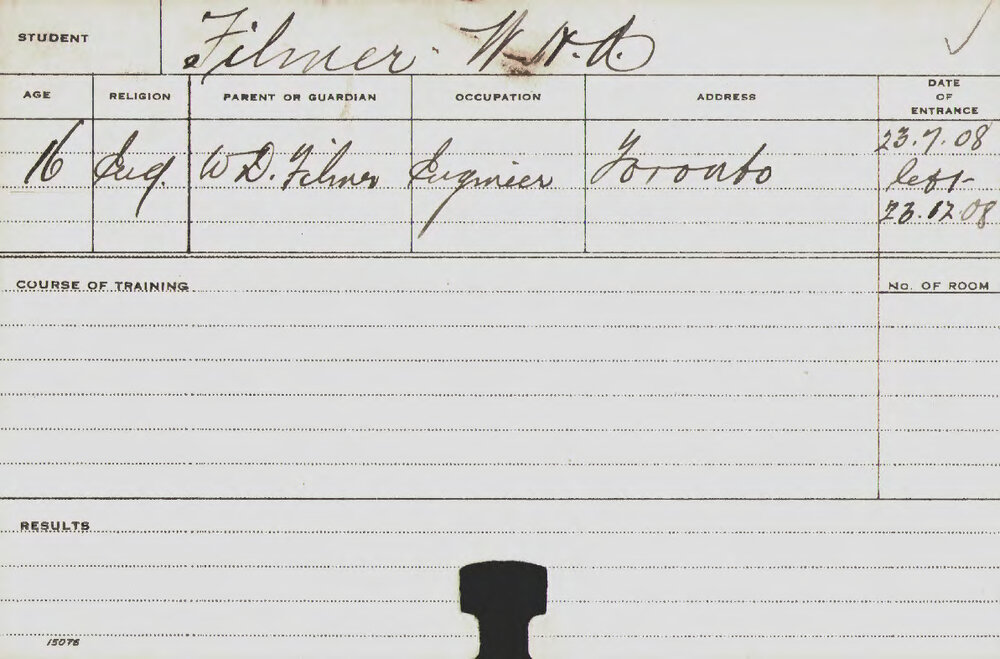 STUDENT Filmer. W. H. A.
AGE RELIGION PARENT OR GUARDIAN OCCUPATION ADDRESS DATE OF ENTRANCE
16 Eng. W D. Filmer Engineer Toronto 23.7.08
left
23.12.08
COURSE OF TRAINING No. OF ROOM
RESULTS
15076